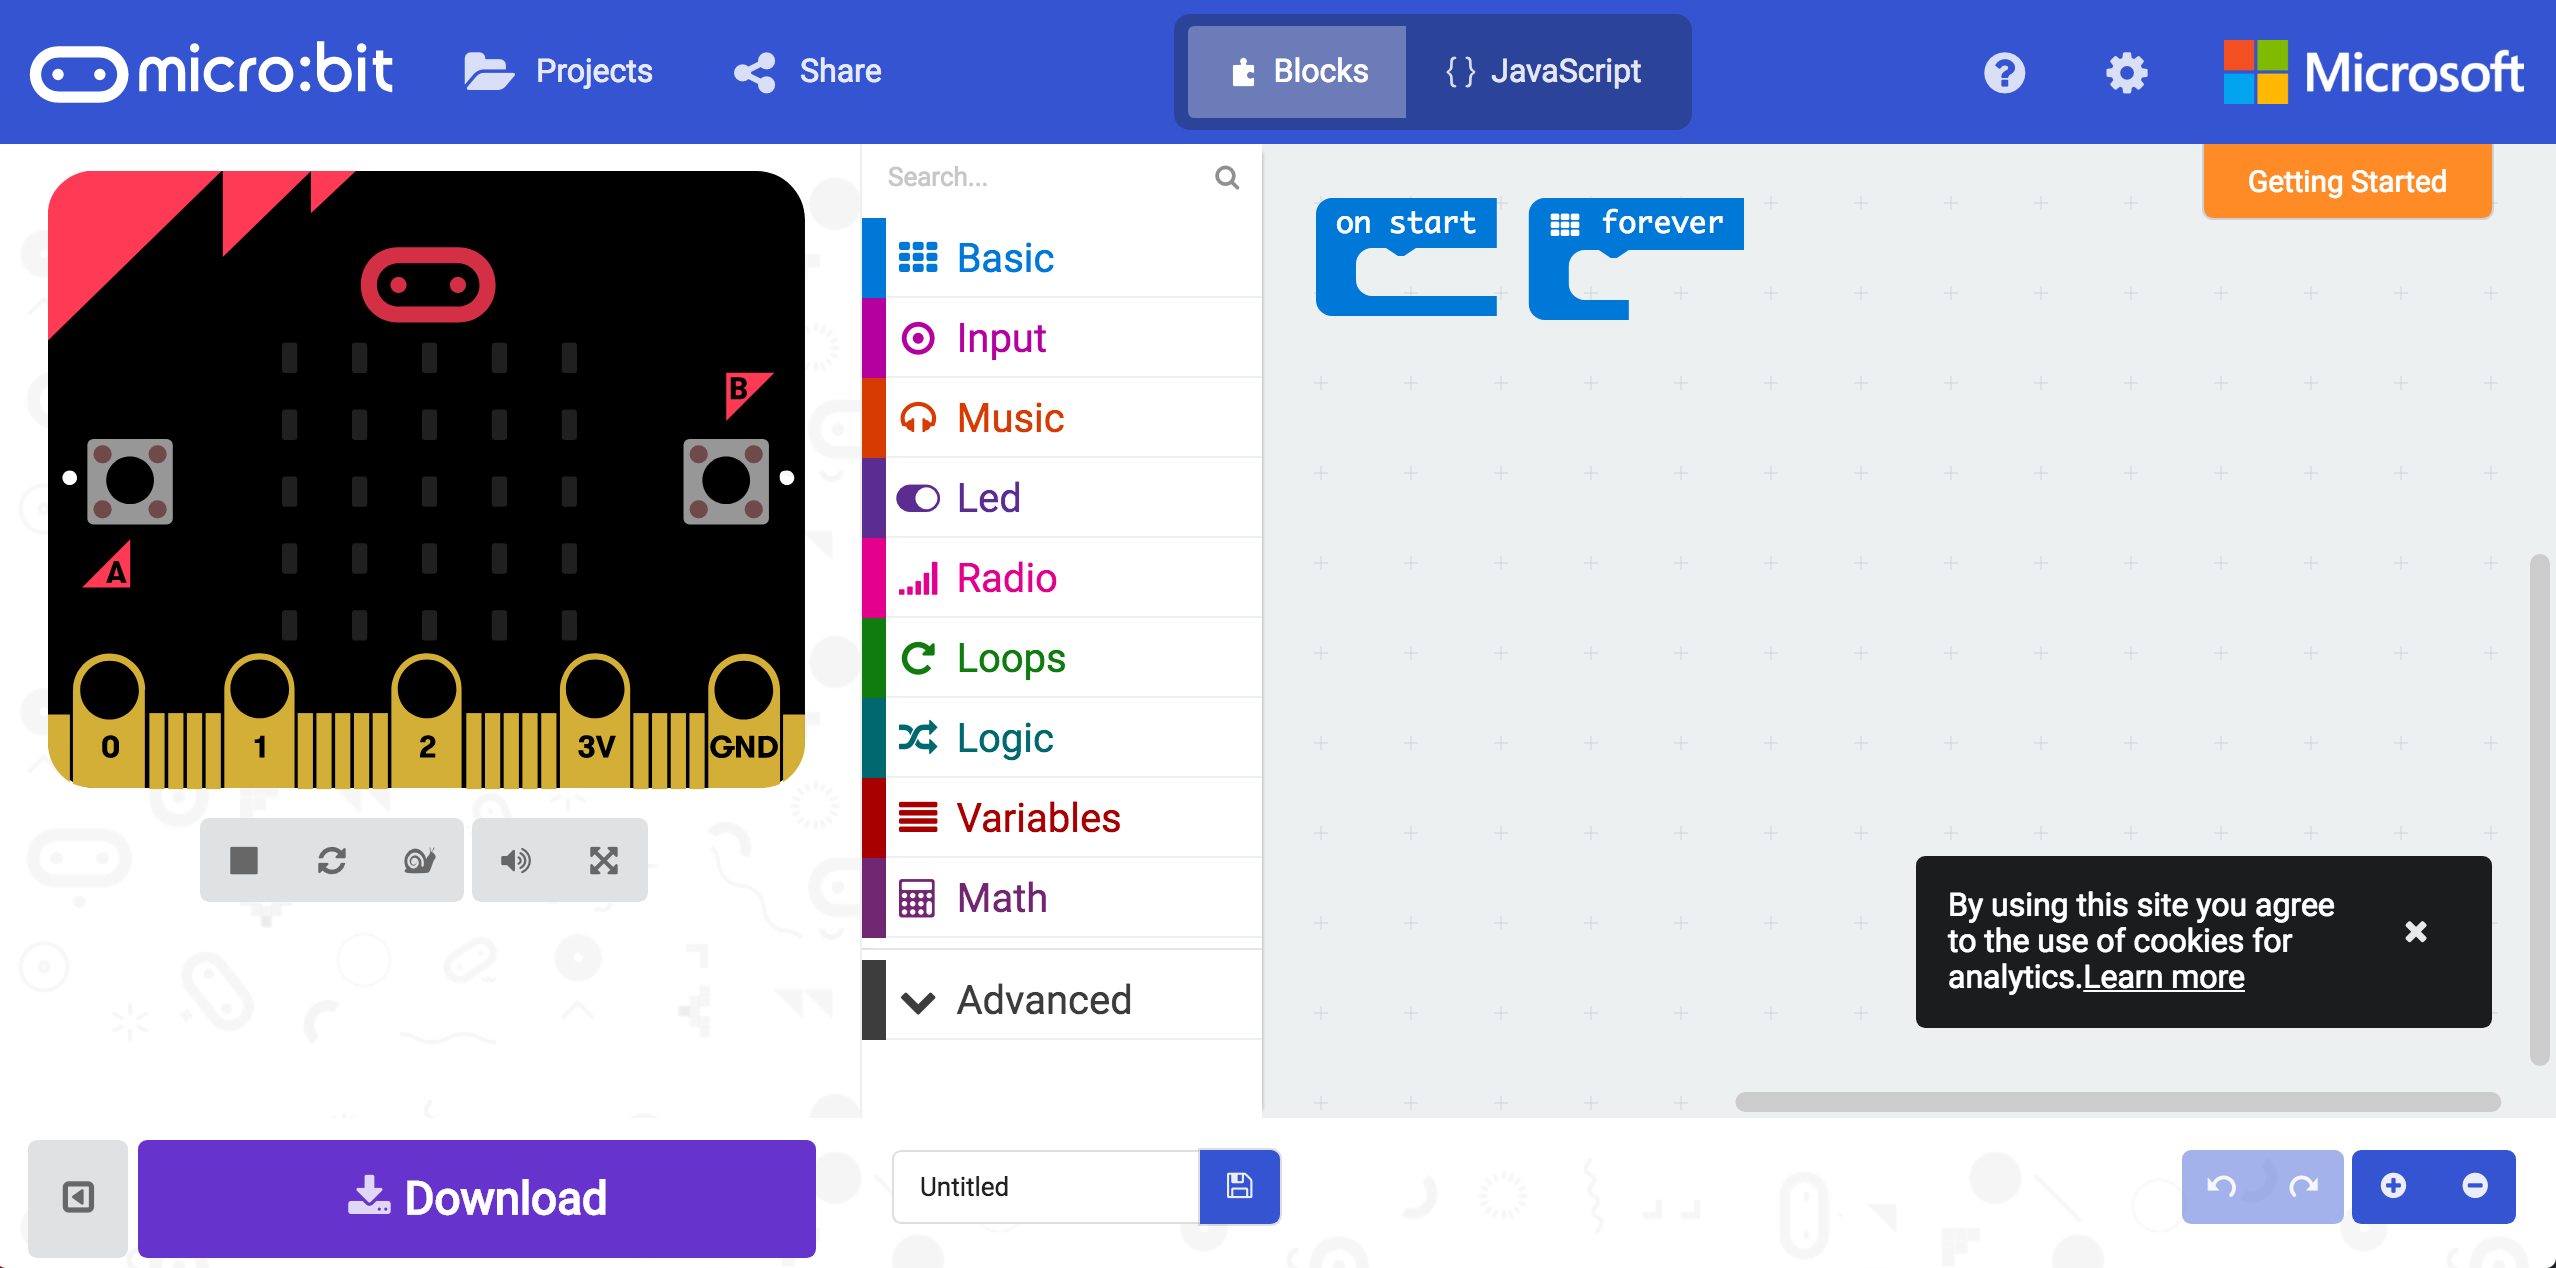 micro:bit
Projects
Share
Blocks
{ } JavaScript
Microsoft
Search...
Getting Started
on start
forever
Basic
Input
Music
Led
Radio
Loops
Logic
Variables
Math
Advanced
B
A
0 1 2 3V GND
By using this site you agree
to the use of cookies for
analytics.Learn more
Download
Untitled